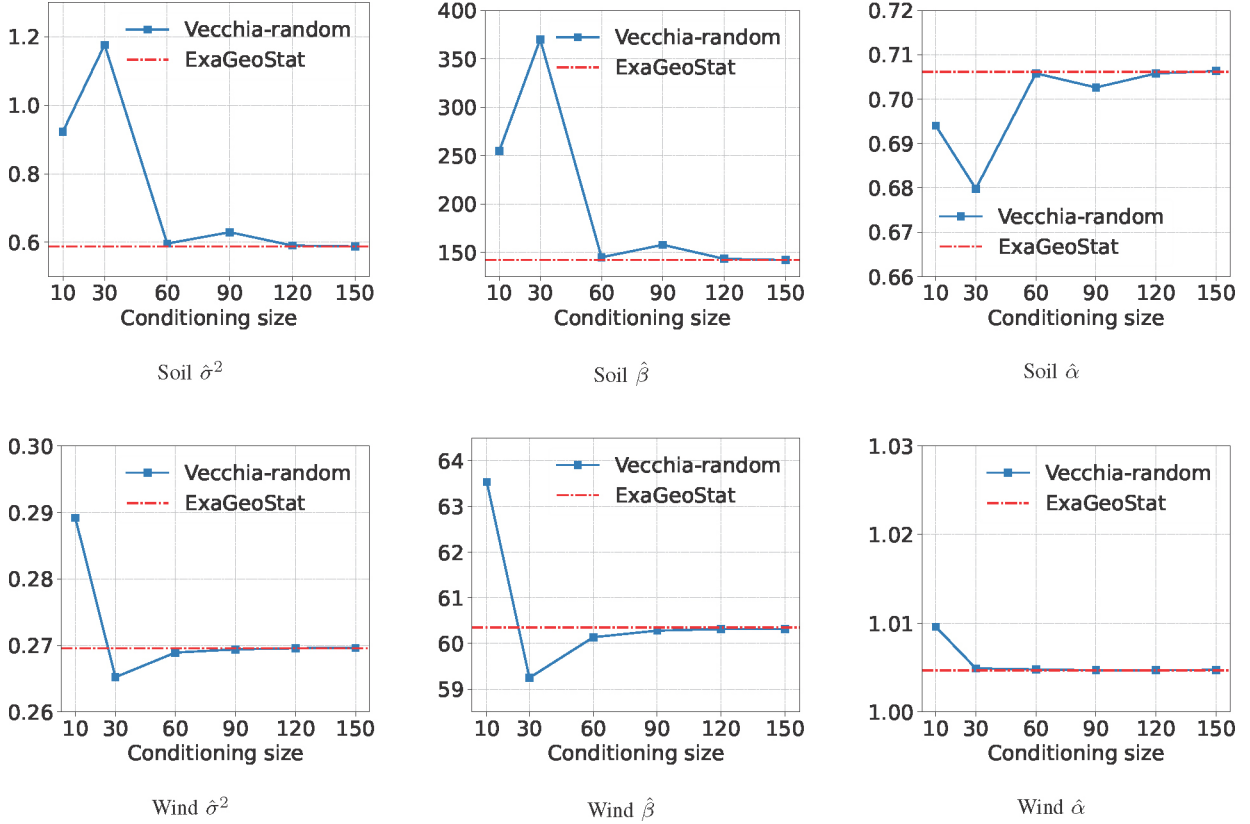 1.2
1.0
0.8
0.6
Vecchia-random
ExaGeoStat
10 30 60 90 120 150
Conditioning size
Soil σ̂²
400
350
300
250
200
150
Vecchia-random
ExaGeoStat
10 30 60 90 120 150
Conditioning size
Soil β̂
0.72
0.71
0.70
0.69
0.68
0.67
0.66
Vecchia-random
ExaGeoStat
10 30 60 90 120 150
Conditioning size
Soil α̂
0.30
0.29
0.28
0.27
0.26
Vecchia-random
ExaGeoStat
10 30 60 90 120 150
Conditioning size
Wind σ̂²
64
63
62
61
60
59
Vecchia-random
ExaGeoStat
10 30 60 90 120 150
Conditioning size
Wind β̂
1.03
1.02
1.01
1.00
Vecchia-random
ExaGeoStat
10 30 60 90 120 150
Conditioning size
Wind α̂